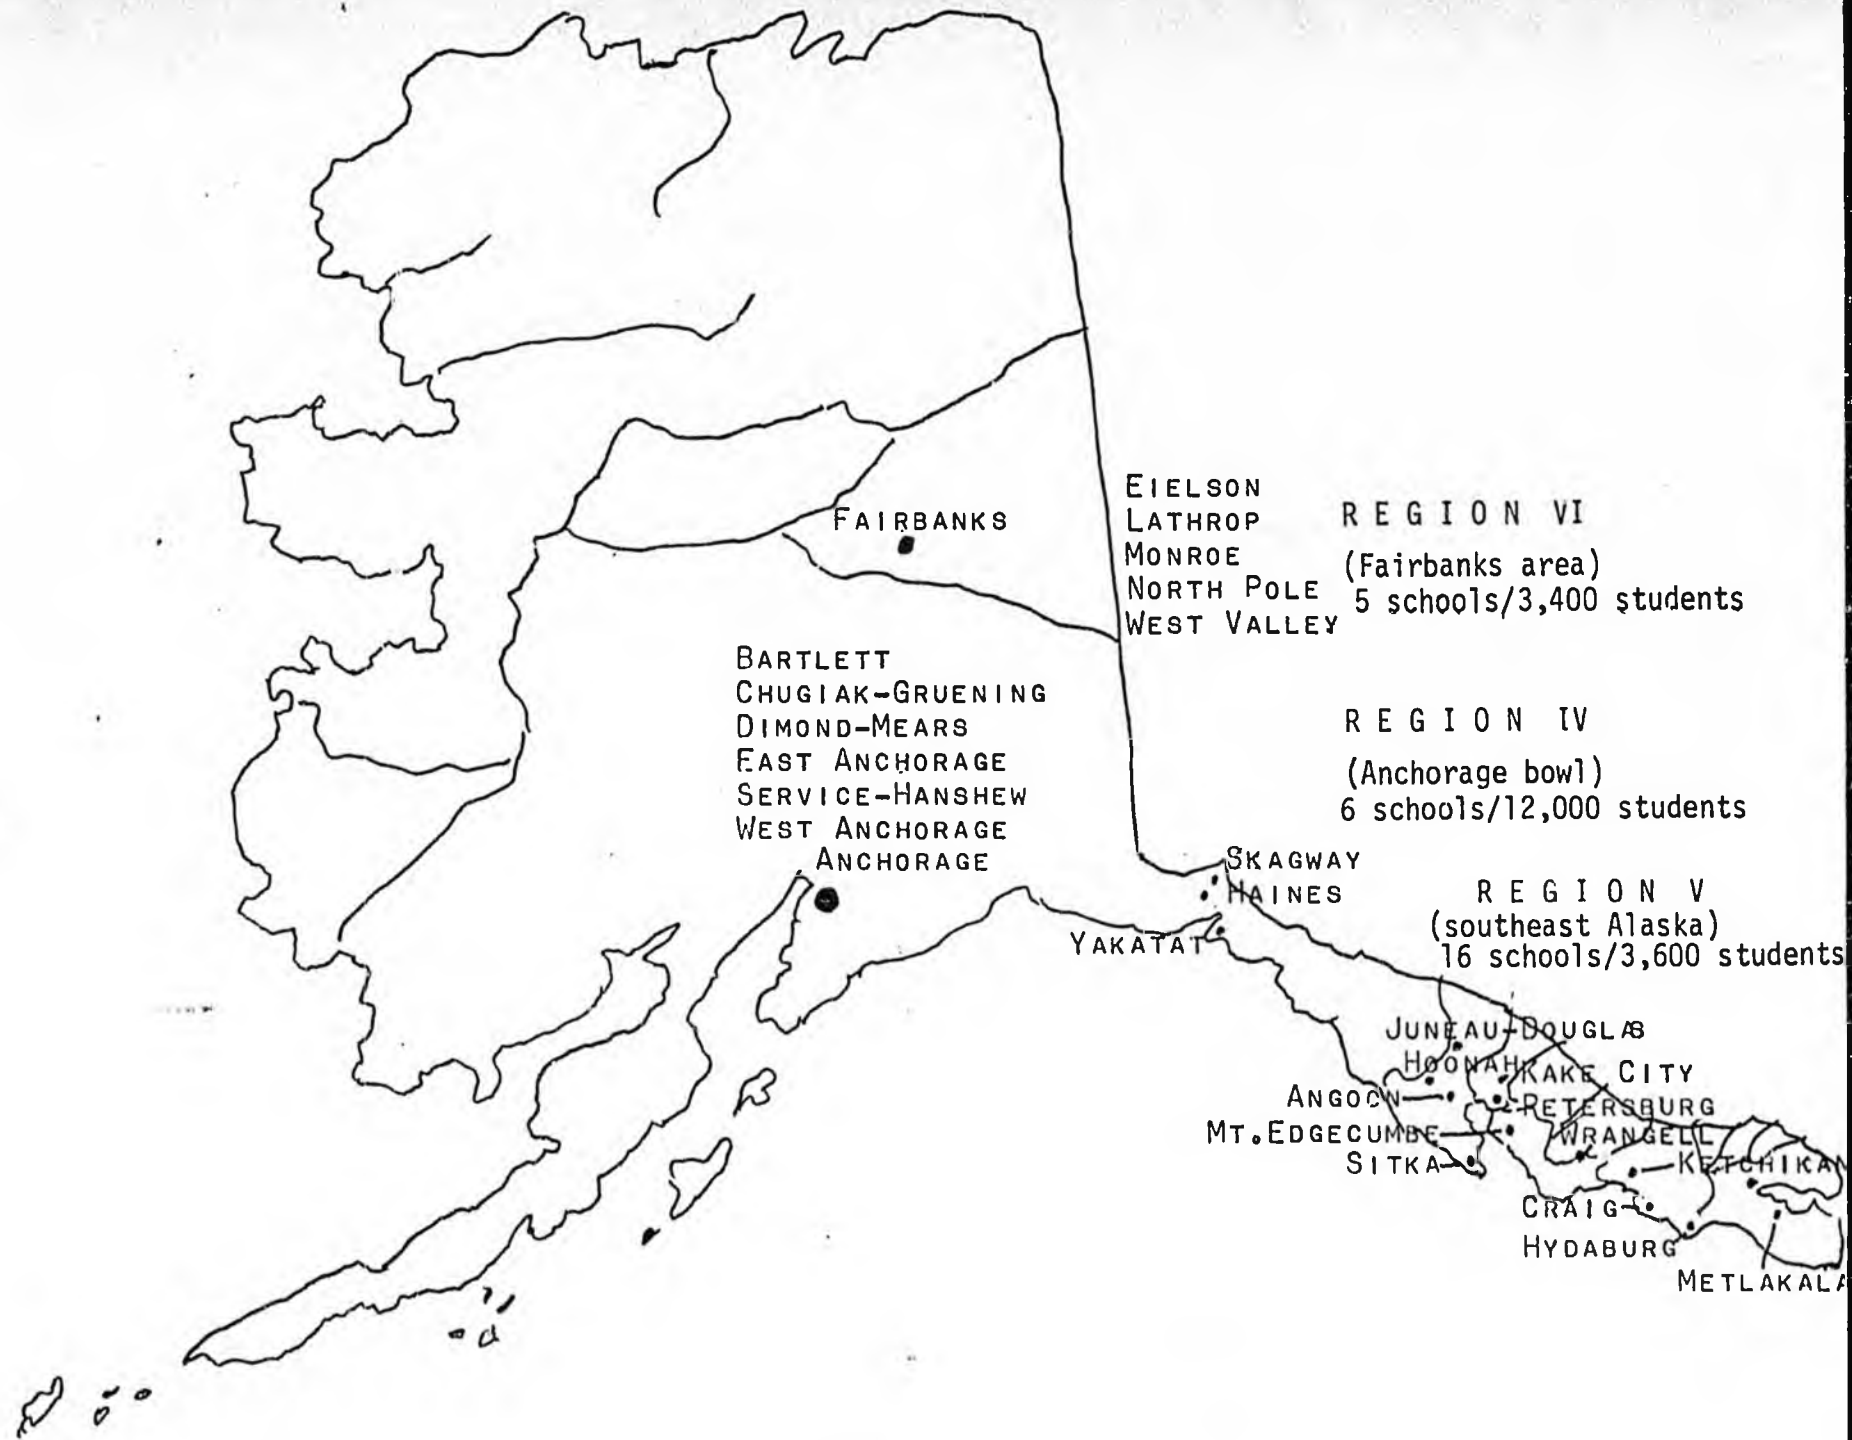 FAIRBANKS
EIELSON
LATHROP
MONROE
NORTH POLE
WEST VALLEY
REGION VI
(Fairbanks area)
5 schools/3,400 students
BARTLETT
CHUGIAK-GRUENING
DIMOND-MEARS
EAST ANCHORAGE
SERVICE-HANSHEW
WEST ANCHORAGE
ANCHORAGE
REGION IV
(Anchorage bowl)
6 schools/12,000 students
SKAGWAY
HAINES
YAKATAT
REGION V
(southeast Alaska)
16 schools/3,600 students
JUNEAU-DOUGLAS
HOONAH
KAKE CITY
ANGOON
PETERSBURG
MT. EDGECUMBE
WRANGELL
SITKA
KETCHIKAN
CRAIG
HYDABURG
METLAKALA